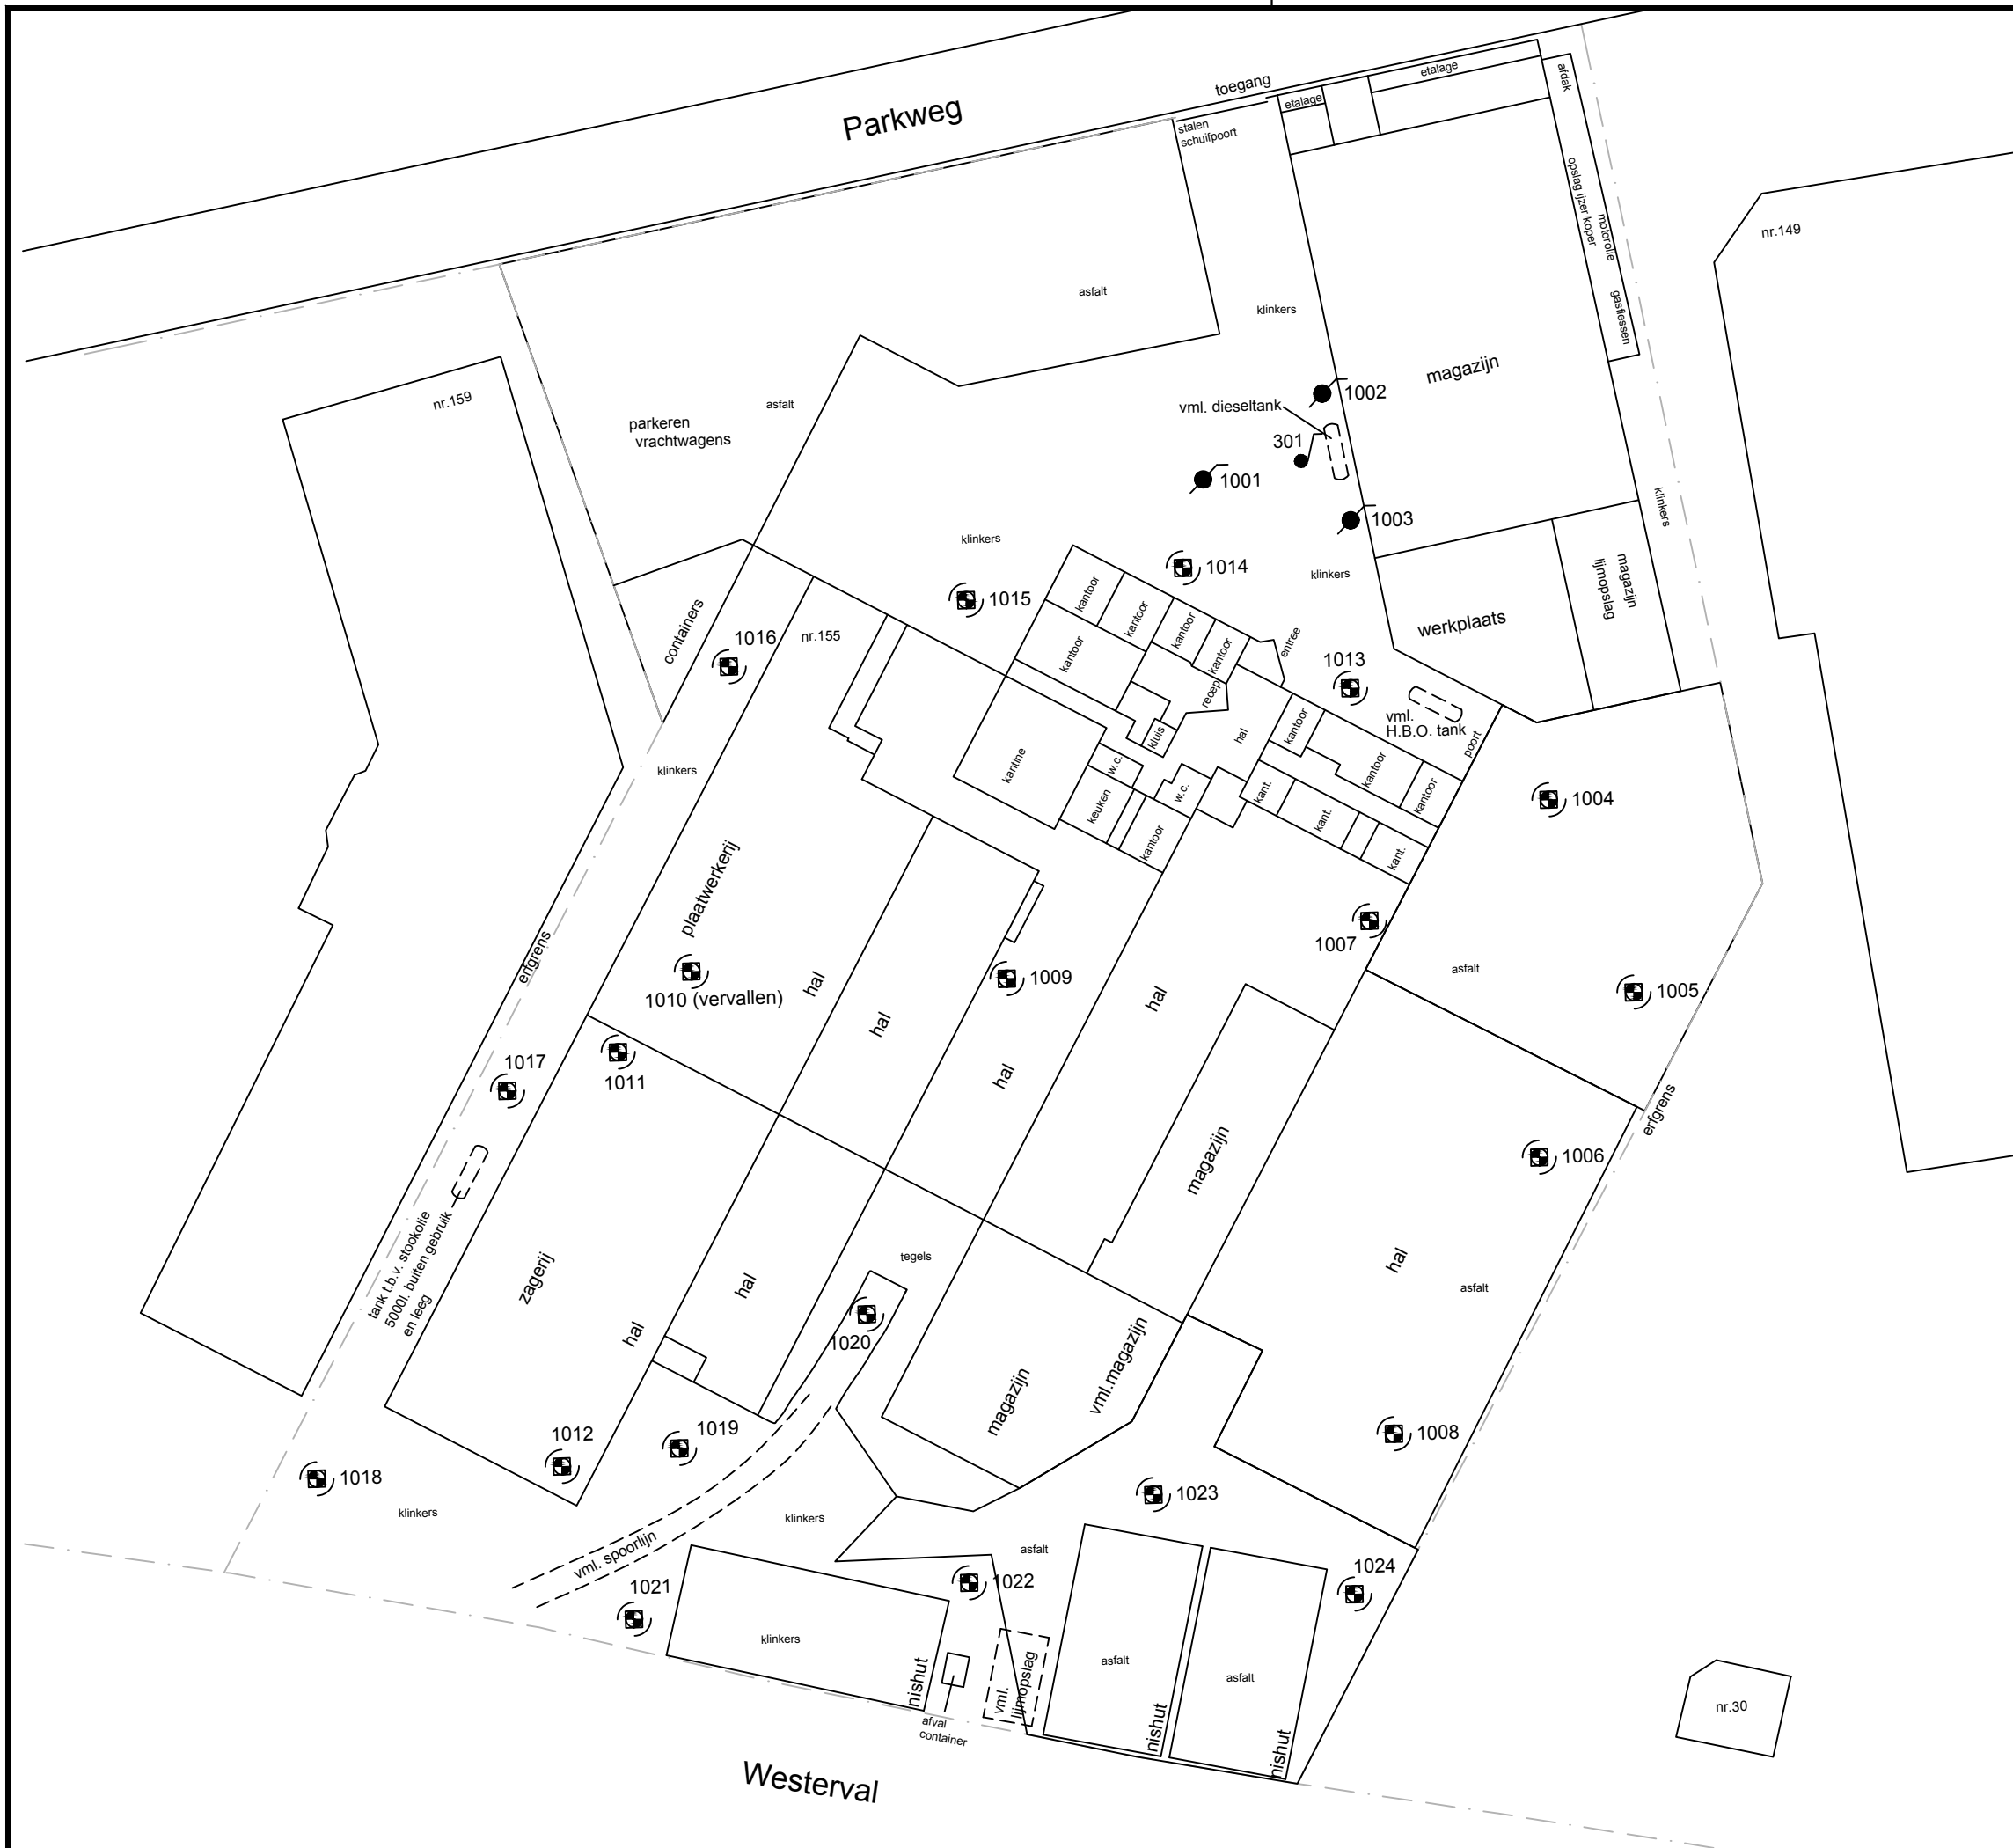 Parkweg
toegang
etalage
etalage
afdak
stalen
schuifpoort
opslag ijzer/koper
motorolie
gasflessen
nr.149
asfalt
klinkers
magazijn
nr.159
asfalt
parkeren
vrachtwagens
1002
vml. dieseltank
301
1001
1003
klinkers
klinkers
klinkers
1014
1015
magazijn
lijmopslag
werkplaats
containers
1016
nr.155
kantoor
kantoor
kantoor
kantoor
kantoor
entree
recep
1013
vml.
H.B.O. tank
poort
kluis
hal
kantoor
kantoor
kantoor
kantine
w.c.
w.c.
keuken
kantoor
kant.
kant.
kant.
klinkers
1004
plaatwerkerij
erfgrens
1007
asfalt
1005
1009
1010 (vervallen)
hal
hal
hal
hal
1017
1011
erfgrens
1006
magazijn
tank t.b.v. stookolie
5000l. buiten gebruik
en leeg
zagerij
hal
hal
tegels
1020
hal
asfalt
magazijn
vml.magazijn
1012
1019
1018
klinkers
1008
1023
klinkers
vml. spoorlijn
asfalt
1021
1022
1024
klinkers
nishut
vml.
lijmopslag
asfalt
nishut
asfalt
nishut
afval
container
nr.30
Westerval